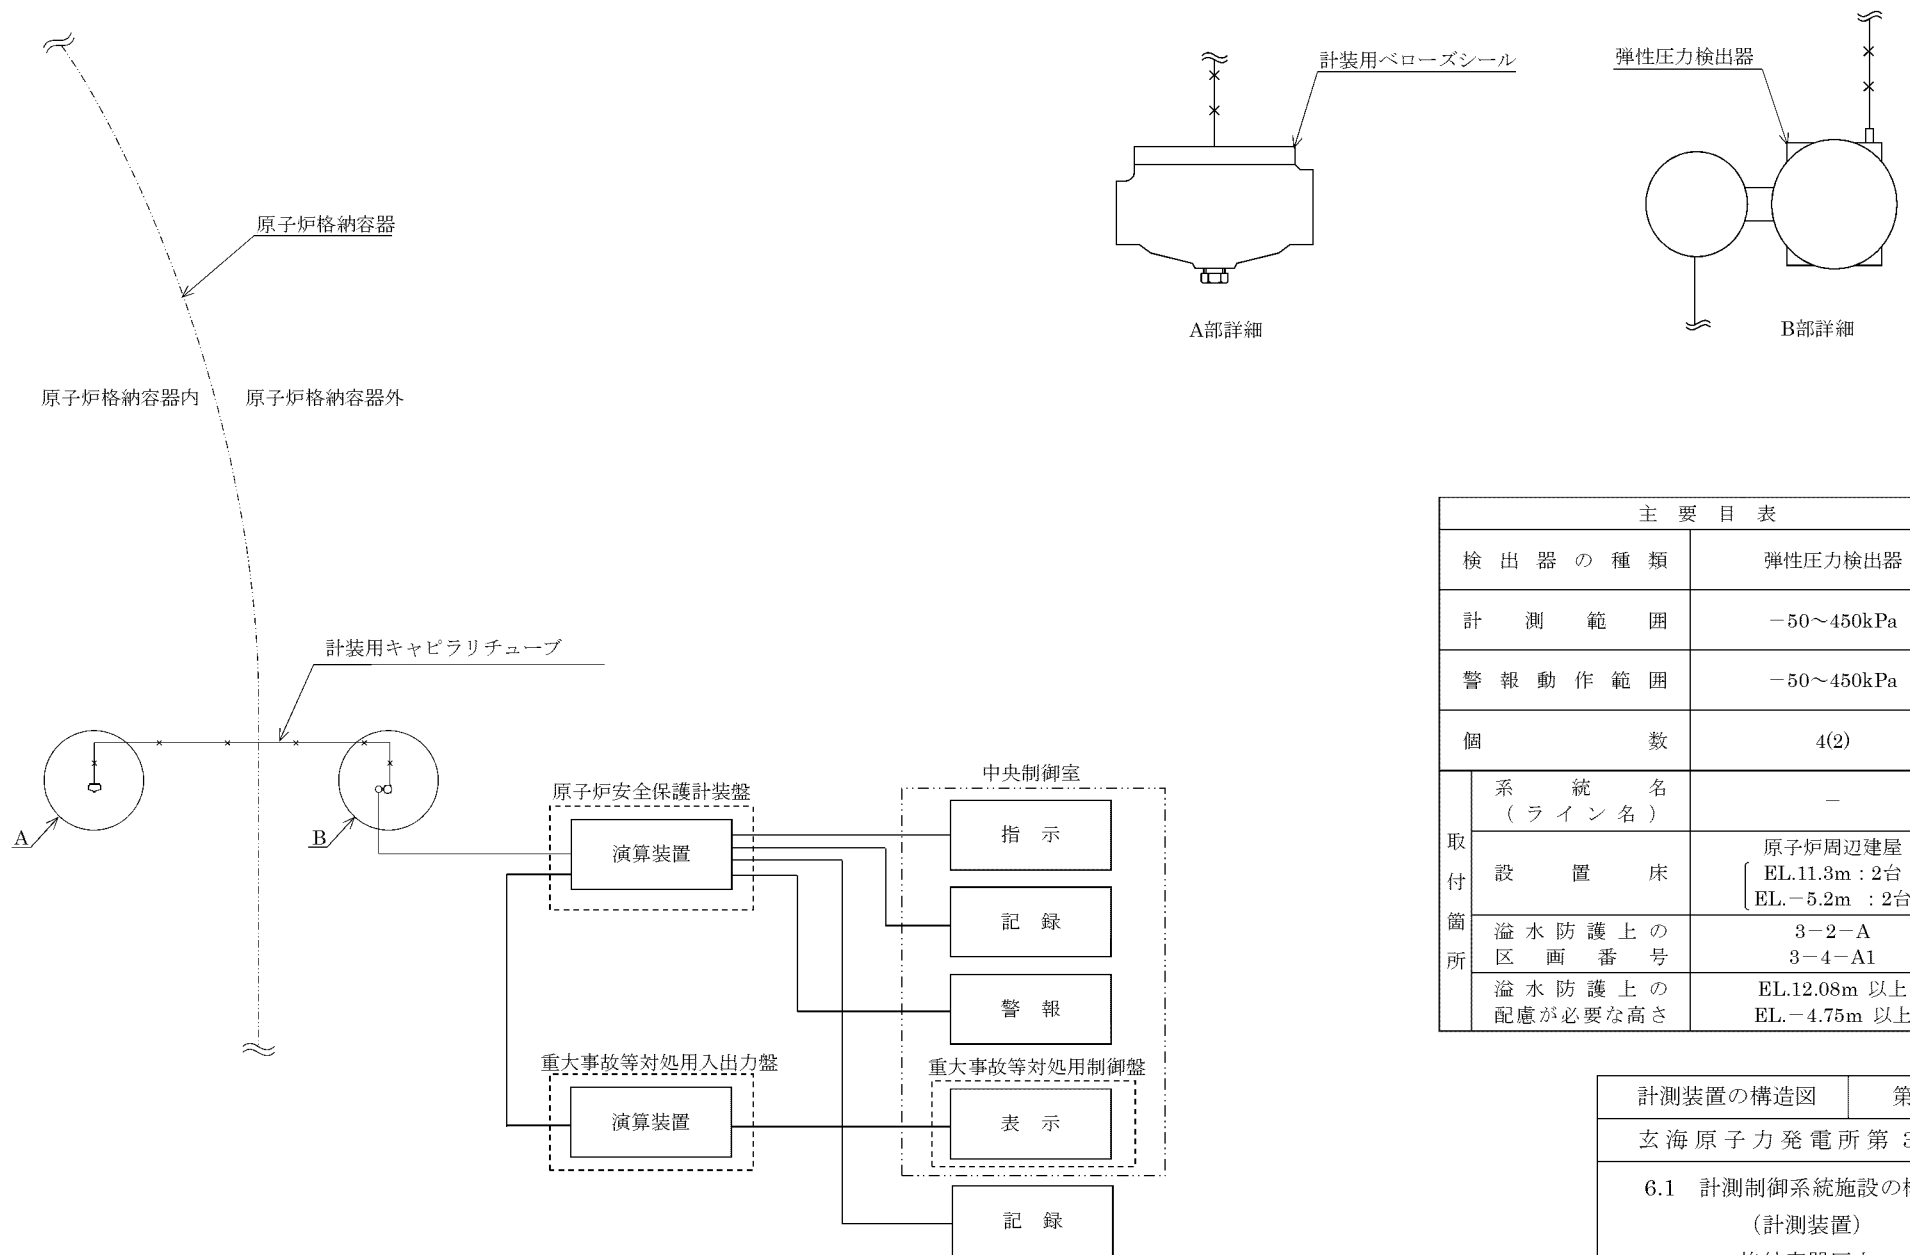 計装用ベローズシール
弾性圧力検出器
A部詳細
B部詳細
原子炉格納容器
原子炉格納容器内
原子炉格納容器外
計装用キャピラリチューブ
A
B
原子炉安全保護計装盤
演算装置
重大事故等対処用入出力盤
演算装置
中央制御室
指 示
記 録
警 報
重大事故等対処用制御盤
表 示
記 録
主 要 目 表
検 出 器 の 種 類 弾性圧力検出器
計 測 範 囲 -50~450kPa
警 報 動 作 範 囲 -50~450kPa
個 数 4(2)
取付箇所
系 統 名
(ライン名) -
設 置 床
原子炉周辺建屋
EL.11.3m:2台
EL.-5.2m :2台
溢水防護上の
区 画 番 号
3-2-A
3-4-A1
溢水防護上の
配慮が必要な高さ
EL.12.08m 以上
EL.-4.75m 以上
計測装置の構造図 第
玄海原子力発電所第 3
6.1 計測制御系統施設の
(計測装置)